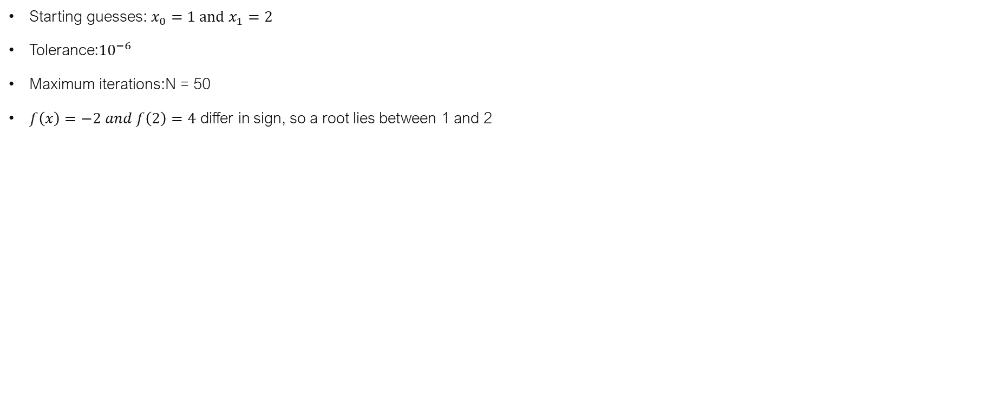 • Starting guesses: x₀ = 1 and x₁ = 2
• Tolerance:10⁻⁶
• Maximum iterations:N = 50
• f(x) = −2 and f(2) = 4 differ in sign, so a root lies between 1 and 2